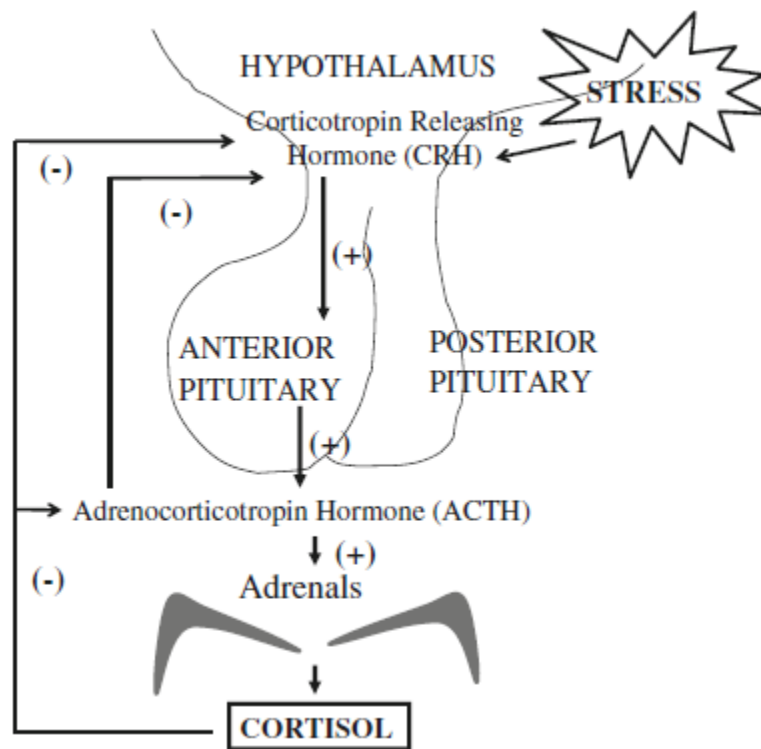 HYPOTHALAMUS
STRESS
Corticotropin Releasing
Hormone (CRH)
(-)
(-)
(+)
ANTERIOR
PITUITARY
POSTERIOR
PITUITARY
(+)
Adrenocorticotropin Hormone (ACTH)
(-)
(+)
Adrenals
CORTISOL